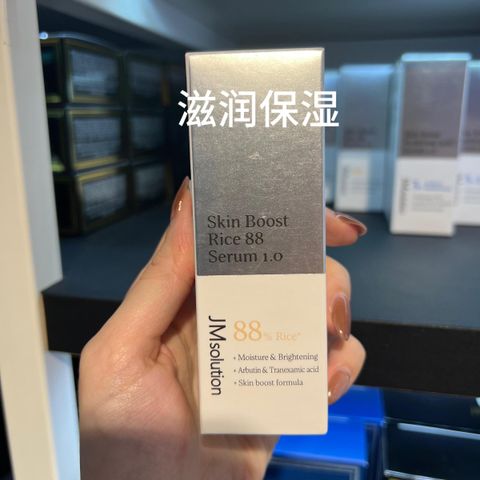 滋润保湿
Skin Boost
Rice 88
Serum 1.0
JMsolution
88% Rice*
+ Moisture & Brightening
+ Arbutin & Tranexamic acid
+ Skin boost formula
JMsolution